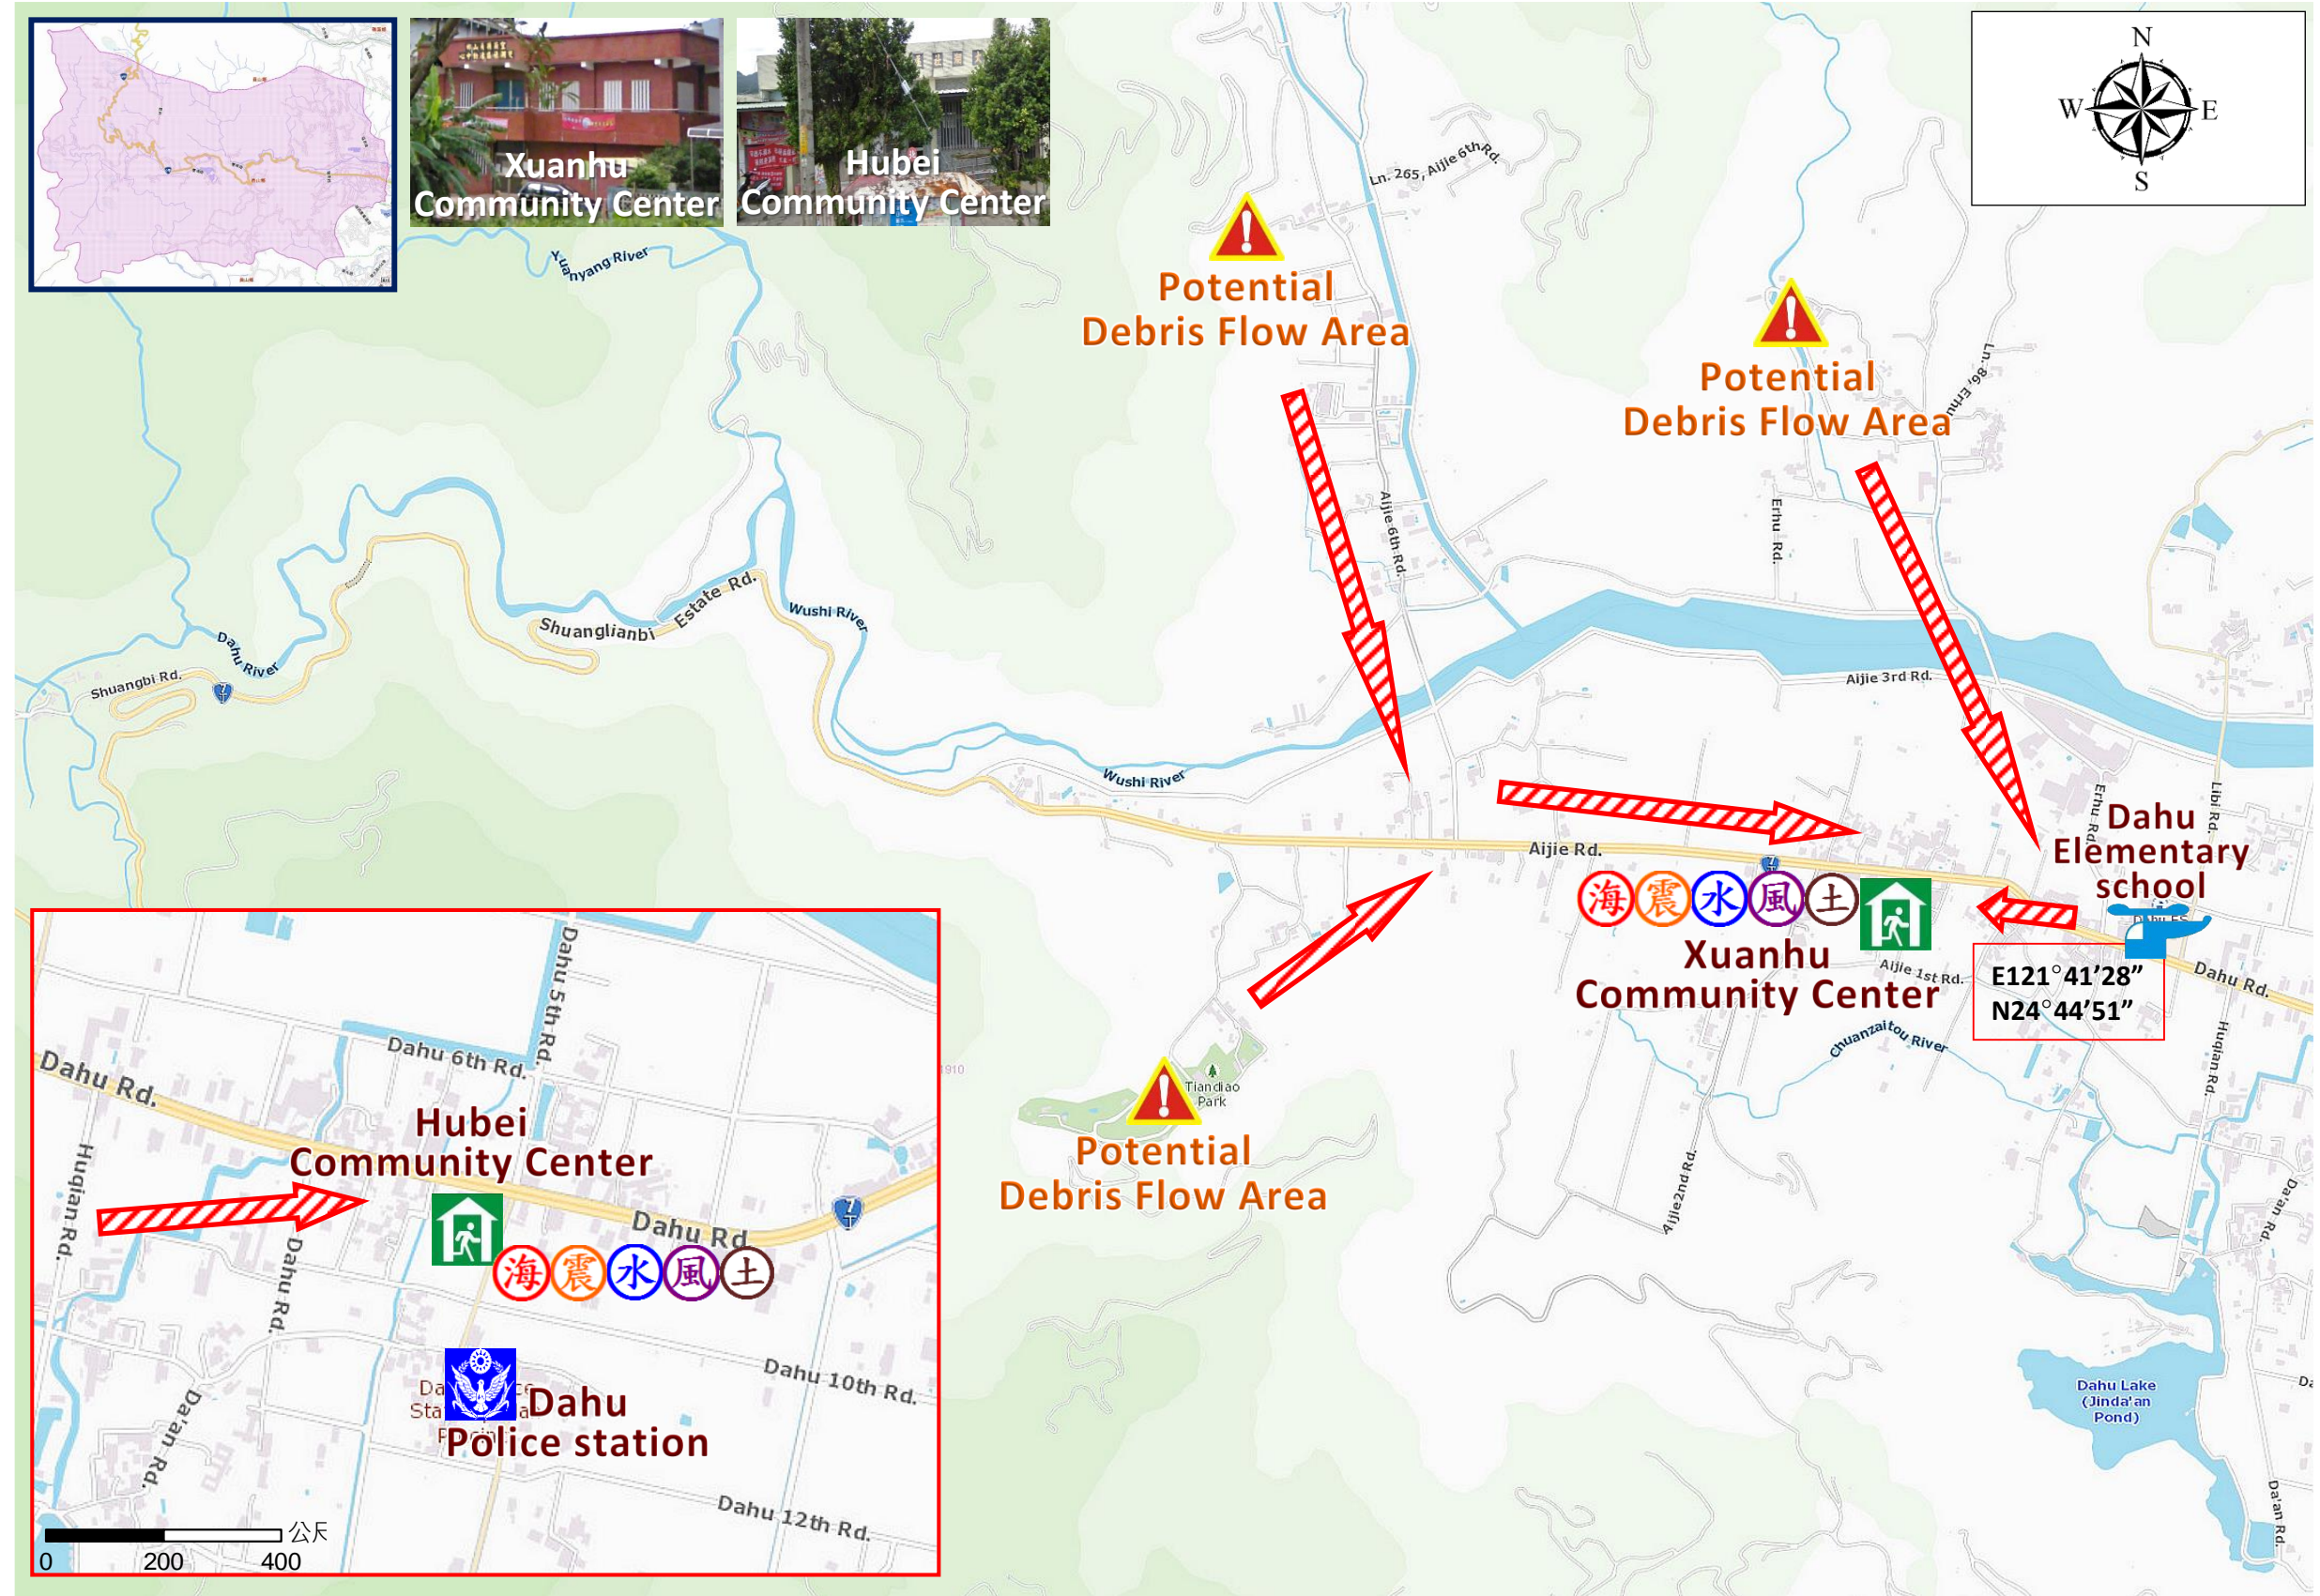 Xuanhu
Community Center
Hubei
Community Center
N
W
E
S
Yuanyang River
Ln. 265, Aijie 6th Rd.
Potential
Debris Flow Area
Potential
Debris Flow Area
Ln. 86, Erhu
Aijie 6th Rd.
Erhu Rd.
Shuanglianbi
Estate Rd.
Wushi River
Dahu River
Shuangbi Rd.
7
Aijie 3rd Rd.
Wushi River
Erhu Rd.
Libi Rd.
Dahu
Elementary
school
Aijie Rd.
7
海 震 水 風 土
Xuanhu
Community Center
Aijie 1st Rd.
E121°41’28”
N24°44’51”
Dahu Rd.
Chuanzaitou River
Huqian Rd.
Tiandiao
Park
Potential
Debris Flow Area
Aijie2nd Rd.
Da'an Rd.
Dahu Lake
(Jinda'an
Pond)
Da'an Rd.
1910
Dahu 5th Rd.
Dahu 6th Rd.
Dahu Rd.
Hubei
Community Center
Huqian Rd.
Dahu Rd
7
海 震 水 風 土
Dahu Rd.
Dahu 10th Rd.
Dahu
Police station
Da'an Rd.
Dahu 12th Rd.
公尺
0 200 400